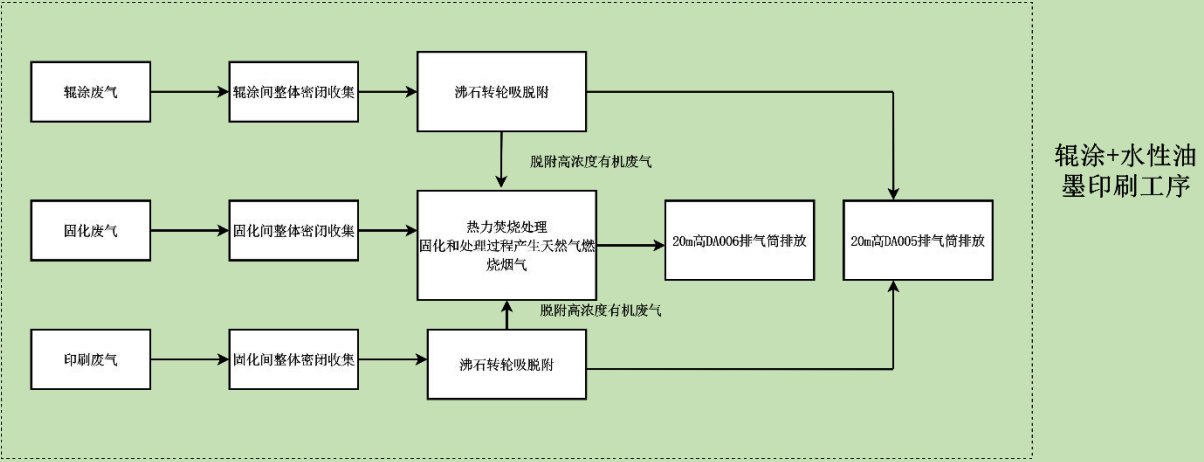 辊涂废气
辊涂间整体密闭收集
沸石转轮吸脱附
脱附高浓度有机废气
辊涂+水性油
墨印刷工序
固化废气
固化间整体密闭收集
热力焚烧处理
固化和处理过程产生天然气燃
烧烟气
20m高DA006排气筒排放
20m高DA005排气筒排放
脱附高浓度有机废气
印刷废气
固化间整体密闭收集
沸石转轮吸脱附